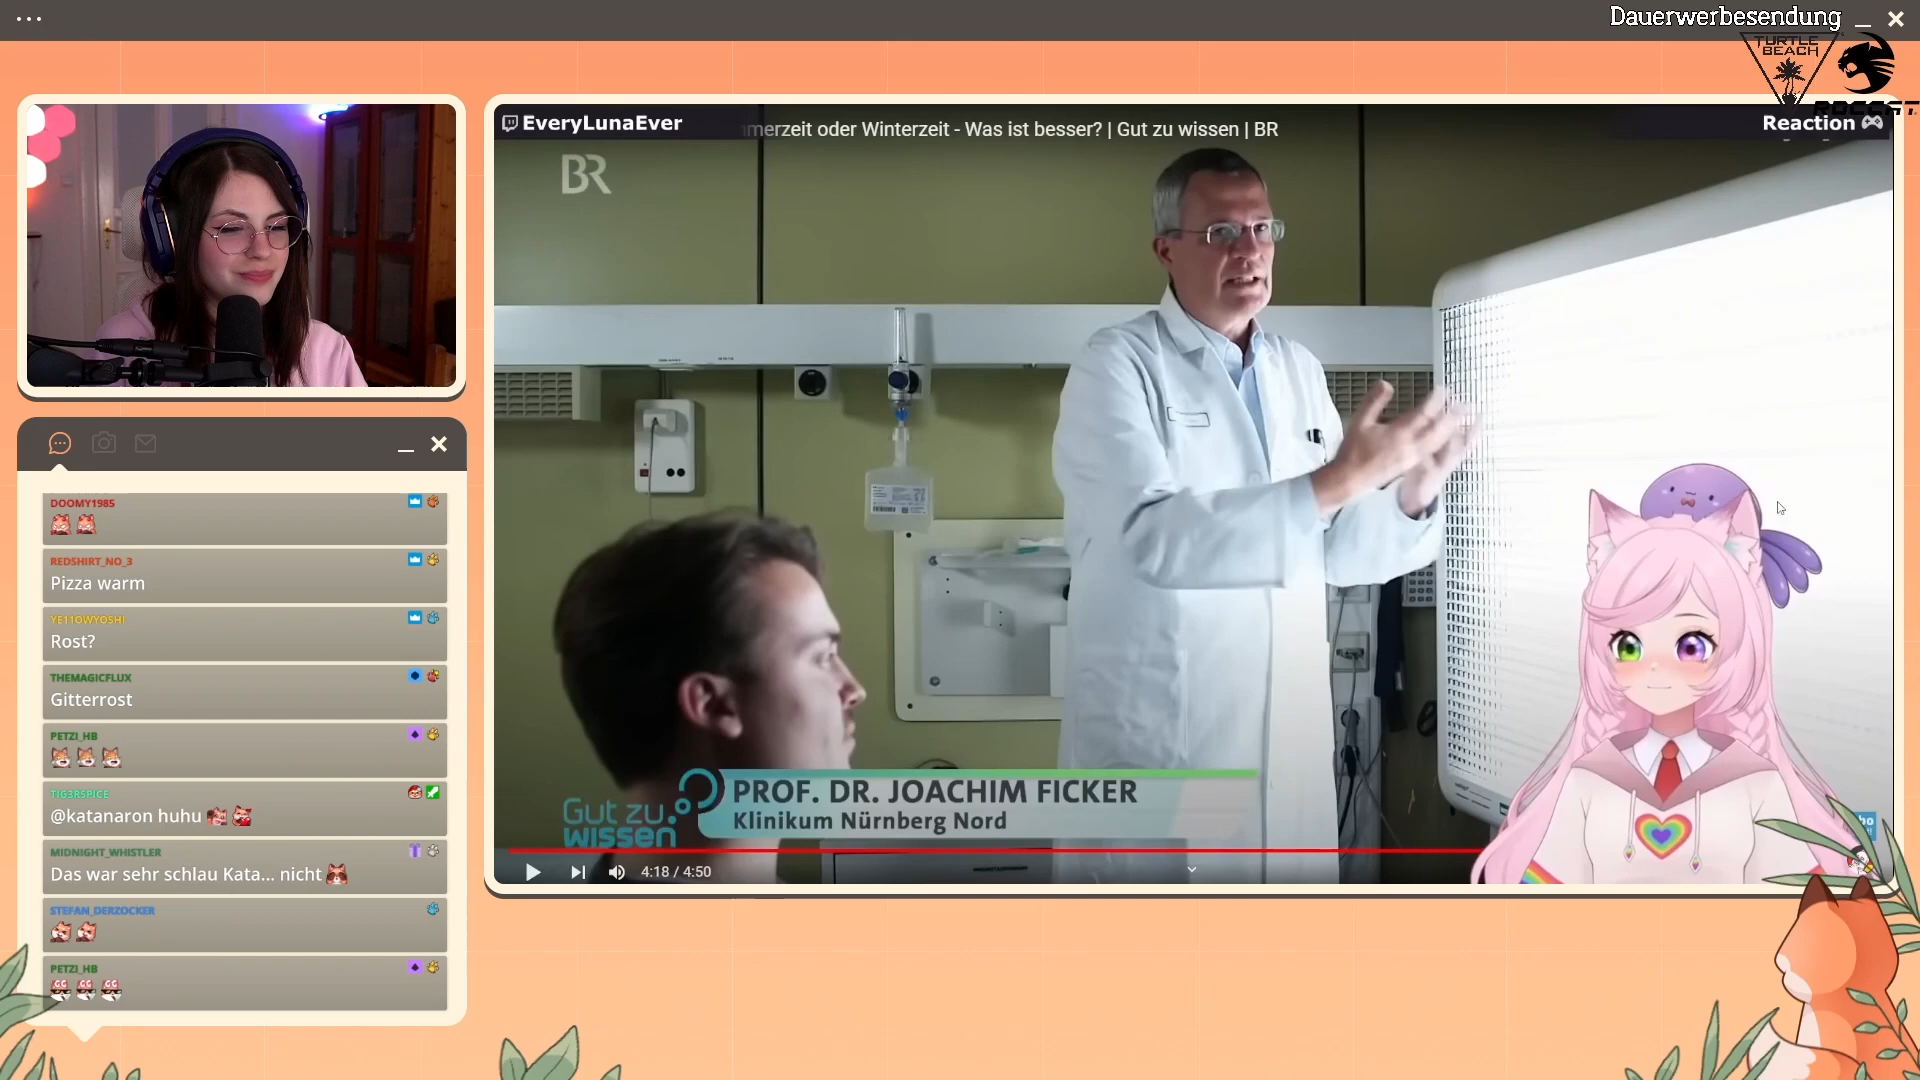 Dauerwerbesendung
TURTLE
BEACH
ROCCAT
EveryLunaEver
merzeit oder Winterzeit - Was ist besser? | Gut zu wissen | BR
Reaction
BR
DOOMY1985
REDSHIRT_NO_3
Pizza warm
YE11OWYOSHI
Rost?
THEMAGICFLUX
Gitterrost
PETZI_HB
TIG3RSPICE
@katanaron huhu
MIDNIGHT_WHISTLER
Das war sehr schlau Kata... nicht
STEFAN_DERZOCKER
PETZI_HB
Gut zu
wissen
PROF. DR. JOACHIM FICKER
Klinikum Nürnberg Nord
4:18 / 4:50